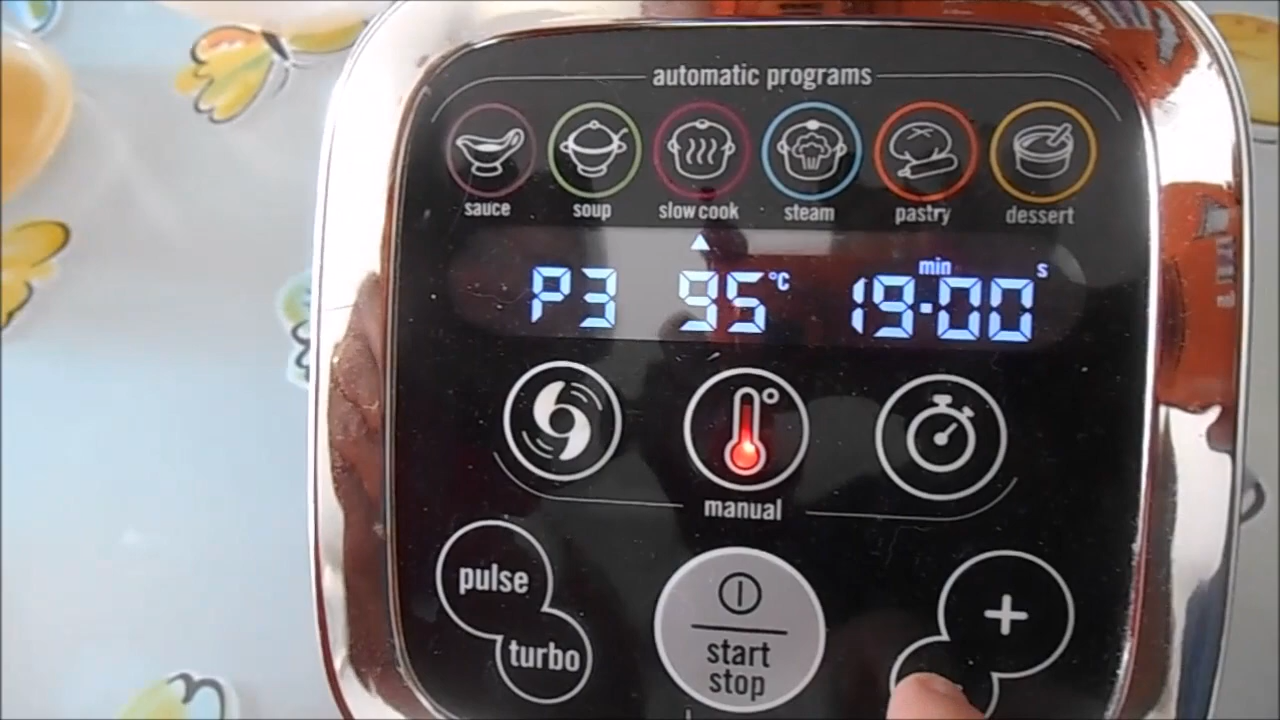 automatic programs
sauce soup slow cook steam pastry dessert
min s
P3 95°C 19:00
manual
pulse
turbo
start
stop
+